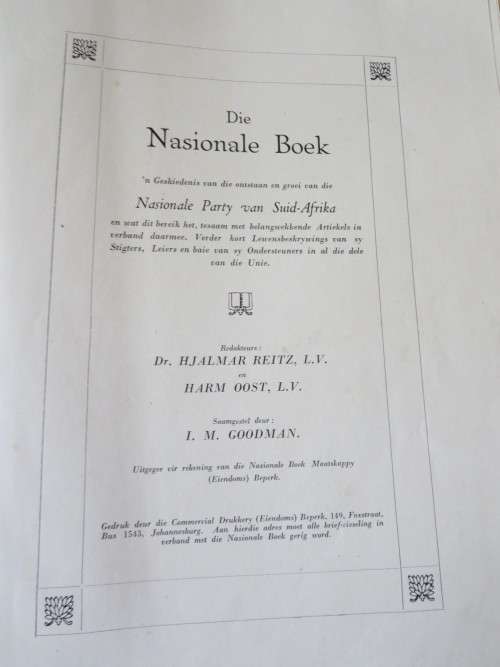 Die
Nasionale Boek
'n Geskiedenis van die ontstaan en groei van die
Nasionale Party van Suid-Afrika
en wat dit bereik het, tesaam met belangwekkende Artiekels in
verband daarmee. Verder kort Lewensbeskrywings van sy
Stigters, Leiers en baie van sy Ondersteuners in al die dele
van die Unie.
Redakteurs:
Dr. HJALMAR REITZ, L.V.
en
HARM OOST, L.V.
Saamgestel deur:
I. M. GOODMAN.
Uitgegee vir rekening van die Nasionale Boek Maatskappy
(Eiendoms) Beperk.
Gedruk deur die Commercial Drukkery (Eiendoms) Beperk, 149, Foxstraat,
Bus 1543, Johannesburg. Aan hierdie adres moet alle brief-wisseling in
verband met die Nasionale Boek gerig word.